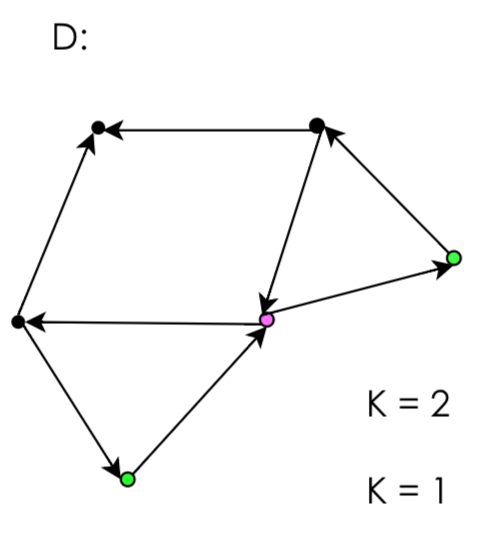 D:
K = 2
K = 1